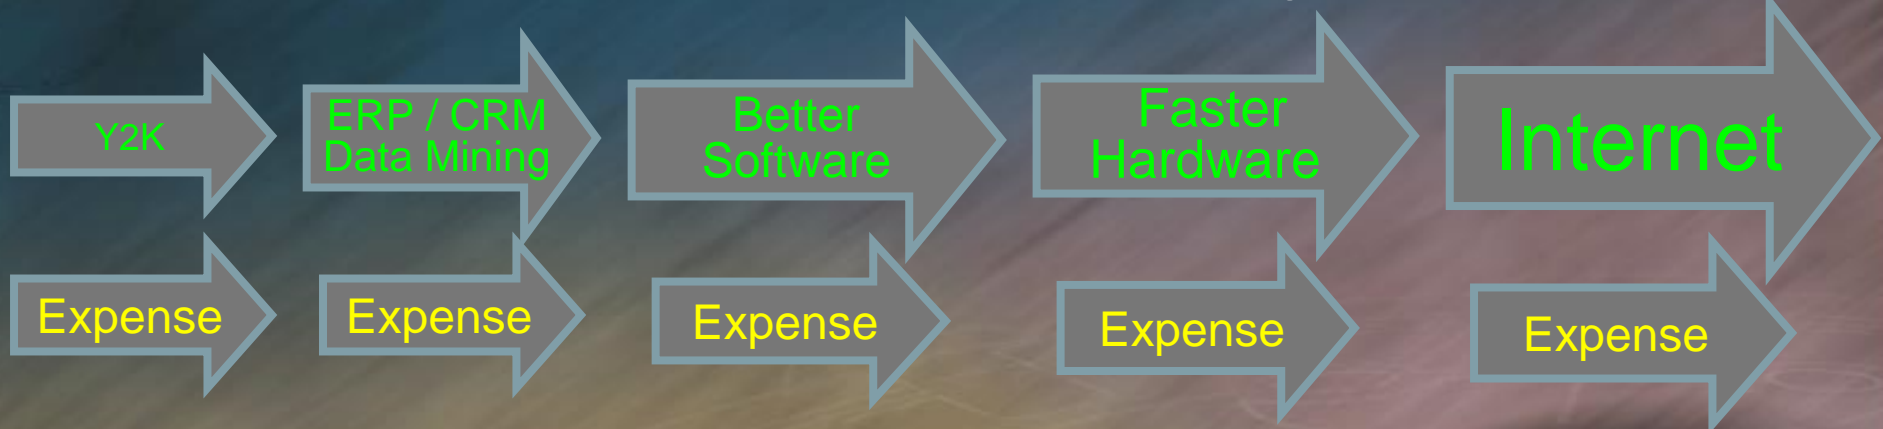 Y2K
ERP / CRM
Data Mining
Better
Software
Faster
Hardware
Internet
Expense
Expense
Expense
Expense
Expense